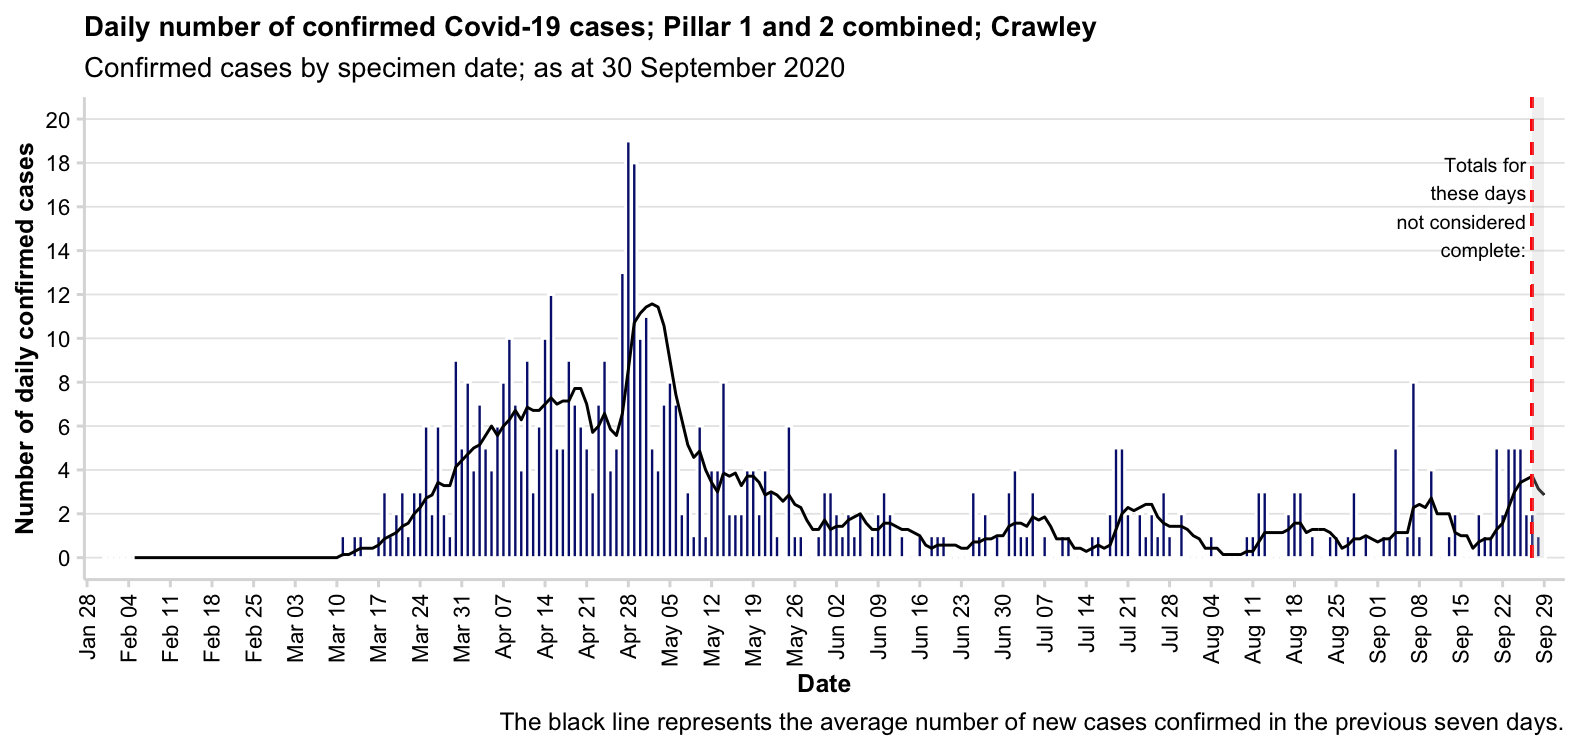 Daily number of confirmed Covid-19 cases; Pillar 1 and 2 combined; Crawley
Confirmed cases by specimen date; as at 30 September 2020
Number of daily confirmed cases
20
18
16
14
12
10
8
6
4
2
0
Totals for
these days
not considered
complete:
Jan 28
Feb 04
Feb 11
Feb 18
Feb 25
Mar 03
Mar 10
Mar 17
Mar 24
Mar 31
Apr 07
Apr 14
Apr 21
Apr 28
May 05
May 12
May 19
May 26
Jun 02
Jun 09
Jun 16
Jun 23
Jun 30
Jul 07
Jul 14
Jul 21
Jul 28
Aug 04
Aug 11
Aug 18
Aug 25
Sep 01
Sep 08
Sep 15
Sep 22
Sep 29
Date
The black line represents the average number of new cases confirmed in the previous seven days.